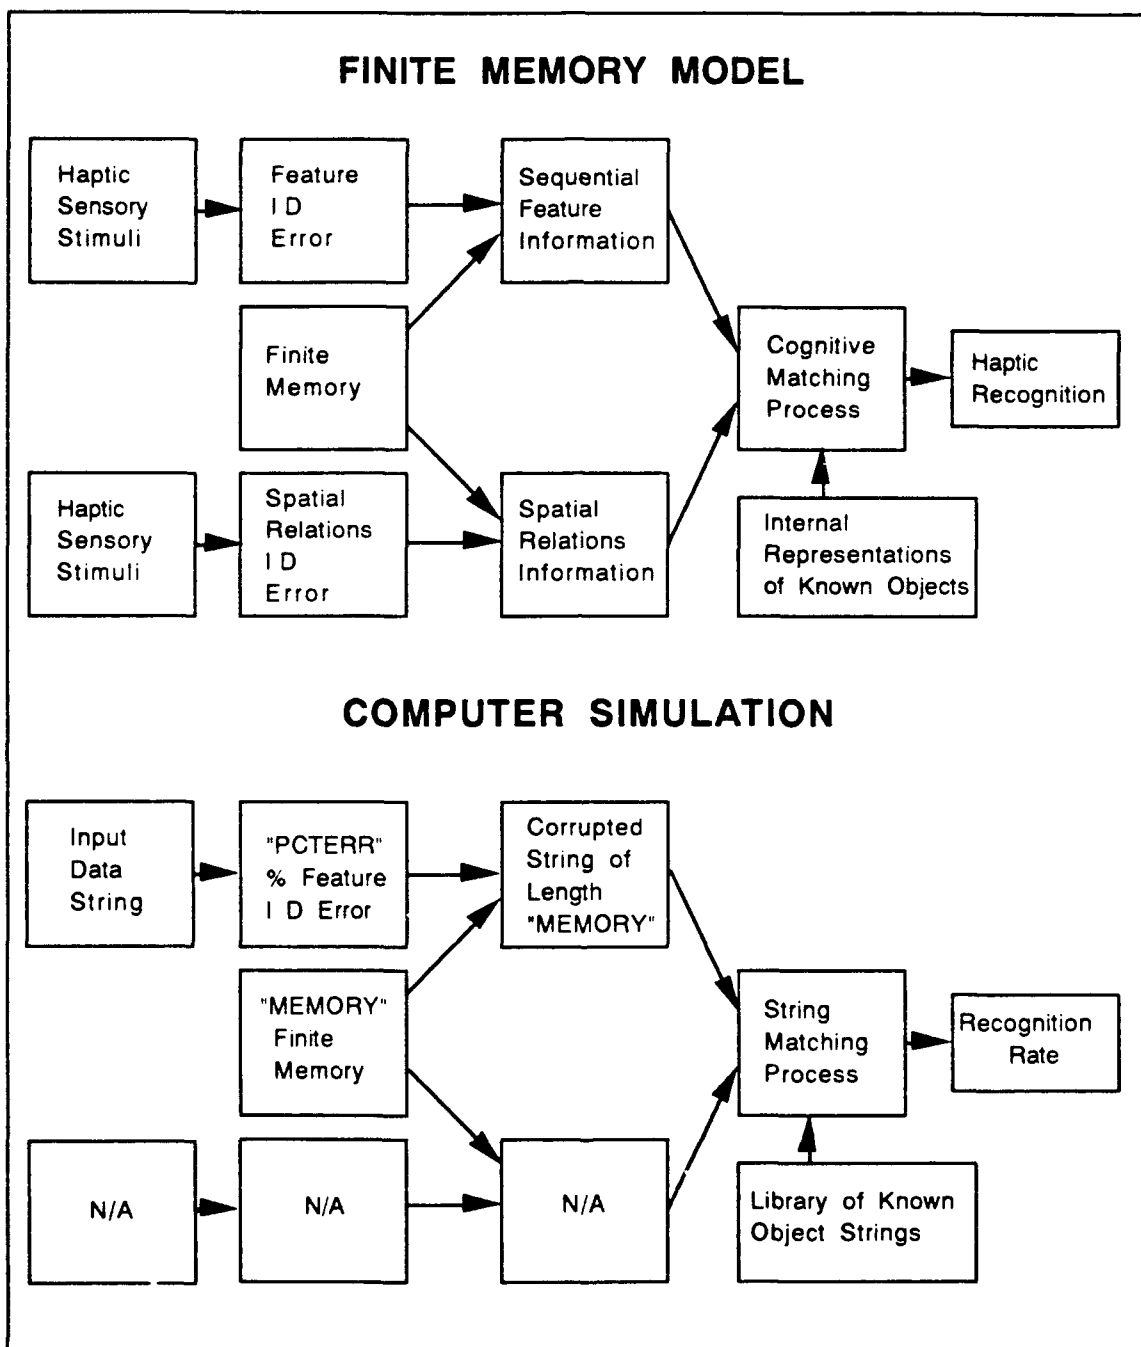 FINITE MEMORY MODEL
Haptic
Sensory
Stimuli
Feature
I D
Error
Sequential
Feature
Information
Finite
Memory
Cognitive
Matching
Process
Haptic
Recognition
Haptic
Sensory
Stimuli
Spatial
Relations
I D
Error
Spatial
Relations
Information
Internal
Representations
of Known Objects
COMPUTER SIMULATION
Input
Data
String
"PCTERR"
% Feature
I D Error
Corrupted
String of
Length
"MEMORY"
"MEMORY"
Finite
Memory
String
Matching
Process
Recognition
Rate
N/A
N/A
N/A
Library of Known
Object Strings